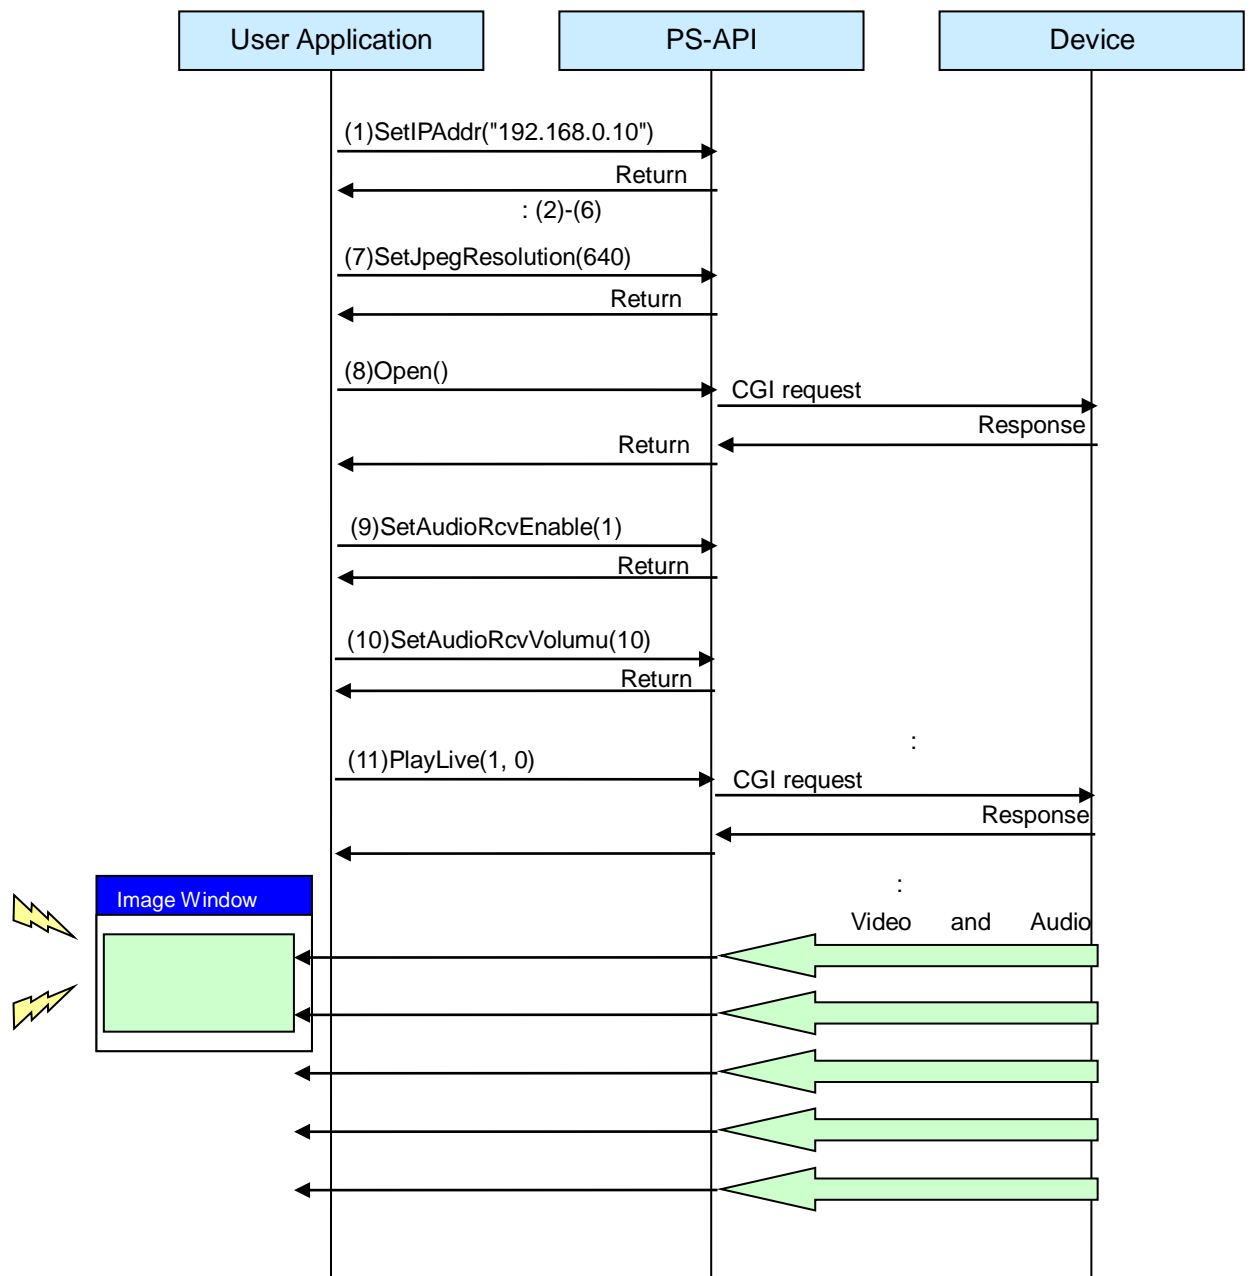 User Application
PS-API
Device
(1)SetIPAddr("192.168.0.10")
Return
: (2)-(6)
(7)SetJpegResolution(640)
Return
(8)Open()
CGI request
Response
Return
(9)SetAudioRcvEnable(1)
Return
(10)SetAudioRcvVolumu(10)
Return
:
(11)PlayLive(1, 0)
CGI request
Response
:
Image Window
Video and Audio